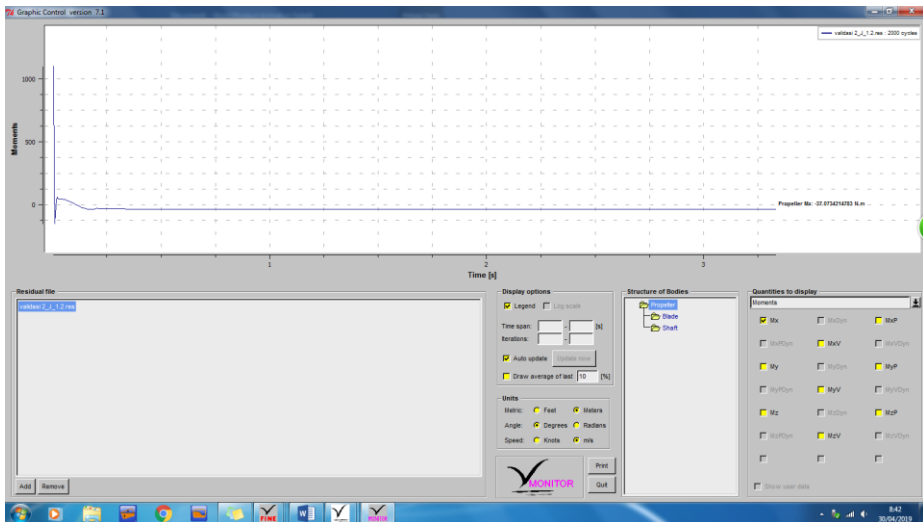 Graphic Control version 7.1
validasi 2_J_1.2.res : 2000 cycles
1000
500
0
Moments
Propeller Mx: -37.0734214783 N.m
1
2
3
Time [s]
Residual file
validasi 2_J_1.2.res
Add
Remove
Display options
Legend
Log scale
Time span:
-
[s]
Iterations:
-
Auto update
Update now
Draw average of last
10
[%]
Units
Metric:
Feet
Meters
Angle:
Degrees
Radians
Speed:
Knots
m/s
MONITOR
Print
Quit
Structure of Bodies
Propeller
Blade
Shaft
Quantities to display
Moments
Mx
MxDyn
MxP
MxPDyn
MxV
MxVDyn
My
MyDyn
MyP
MyPDyn
MyV
MyVDyn
Mz
MzDyn
MzP
MzPDyn
MzV
MzVDyn
Show user data
FINE
MONITOR
8:42
30/04/2019